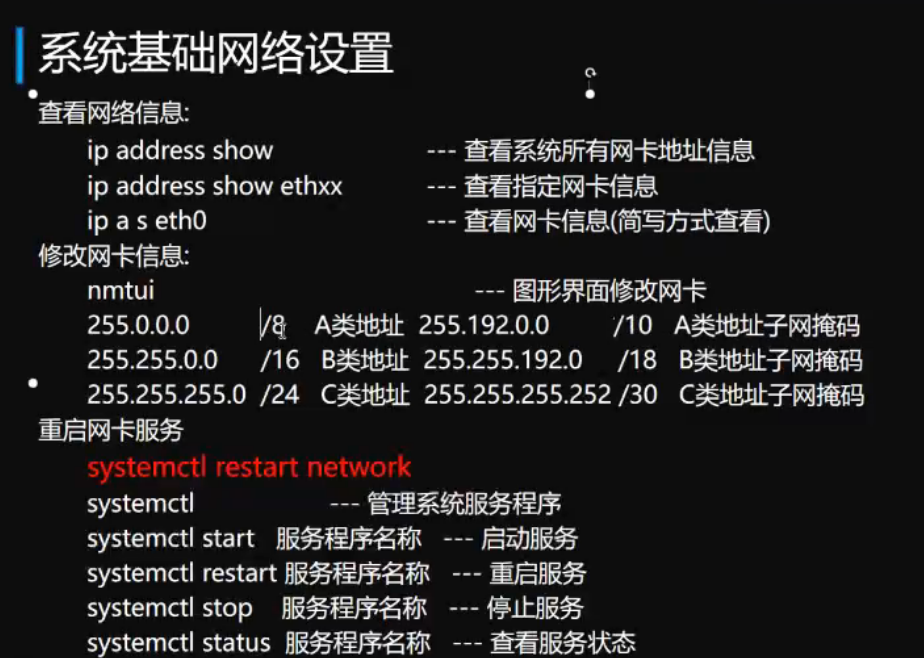 系统基础网络设置
查看网络信息:
ip address show --- 查看系统所有网卡地址信息
ip address show ethxx --- 查看指定网卡信息
ip a s eth0 --- 查看网卡信息(简写方式查看)
修改网卡信息:
nmtui --- 图形界面修改网卡
255.0.0.0 /8 A类地址 255.192.0.0 /10 A类地址子网掩码
255.255.0.0 /16 B类地址 255.255.192.0 /18 B类地址子网掩码
255.255.255.0 /24 C类地址 255.255.255.252 /30 C类地址子网掩码
重启网卡服务
systemctl restart network
systemctl --- 管理系统服务程序
systemctl start 服务程序名称 --- 启动服务
systemctl restart 服务程序名称 --- 重启服务
systemctl stop 服务程序名称 --- 停止服务
systemctl status 服务程序名称 --- 查看服务状态